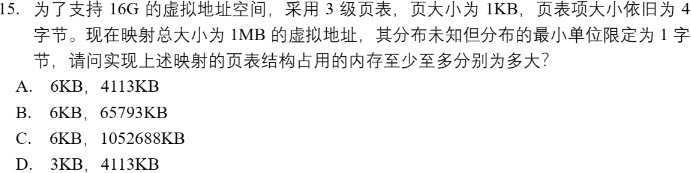 15. 为了支持 16G 的虚拟地址空间，采用 3 级页表，页大小为 1KB，页表项大小依旧为 4
字节。现在映射总大小为 1MB 的虚拟地址，其分布未知但分布的最小单位限定为 1 字
节，请问实现上述映射的页表结构占用的内存至少至多分别为多大？
A. 6KB，4113KB
B. 6KB，65793KB
C. 6KB，1052688KB
D. 3KB，4113KB